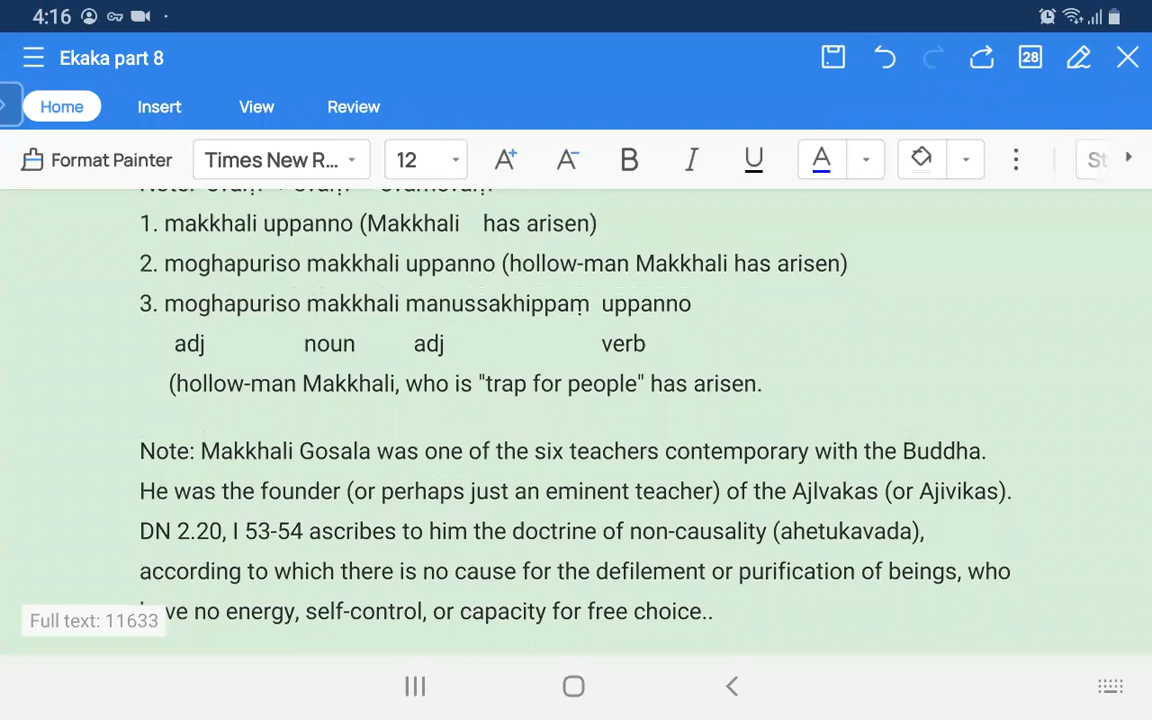 4:16
Ekaka part 8
28
Home Insert View Review
Format Painter Times New R... 12 A+ A- B I U A St
1. makkhali uppanno (Makkhali has arisen)
2. moghapuriso makkhali uppanno (hollow-man Makkhali has arisen)
3. moghapuriso makkhali manussakhippaṃ uppanno
adj noun adj verb
(hollow-man Makkhali, who is "trap for people" has arisen.
Note: Makkhali Gosala was one of the six teachers contemporary with the Buddha.
He was the founder (or perhaps just an eminent teacher) of the Ajlvakas (or Ajivikas).
DN 2.20, I 53-54 ascribes to him the doctrine of non-causality (ahetukavada),
according to which there is no cause for the defilement or purification of beings, who
no energy, self-control, or capacity for free choice..
Full text: 11633